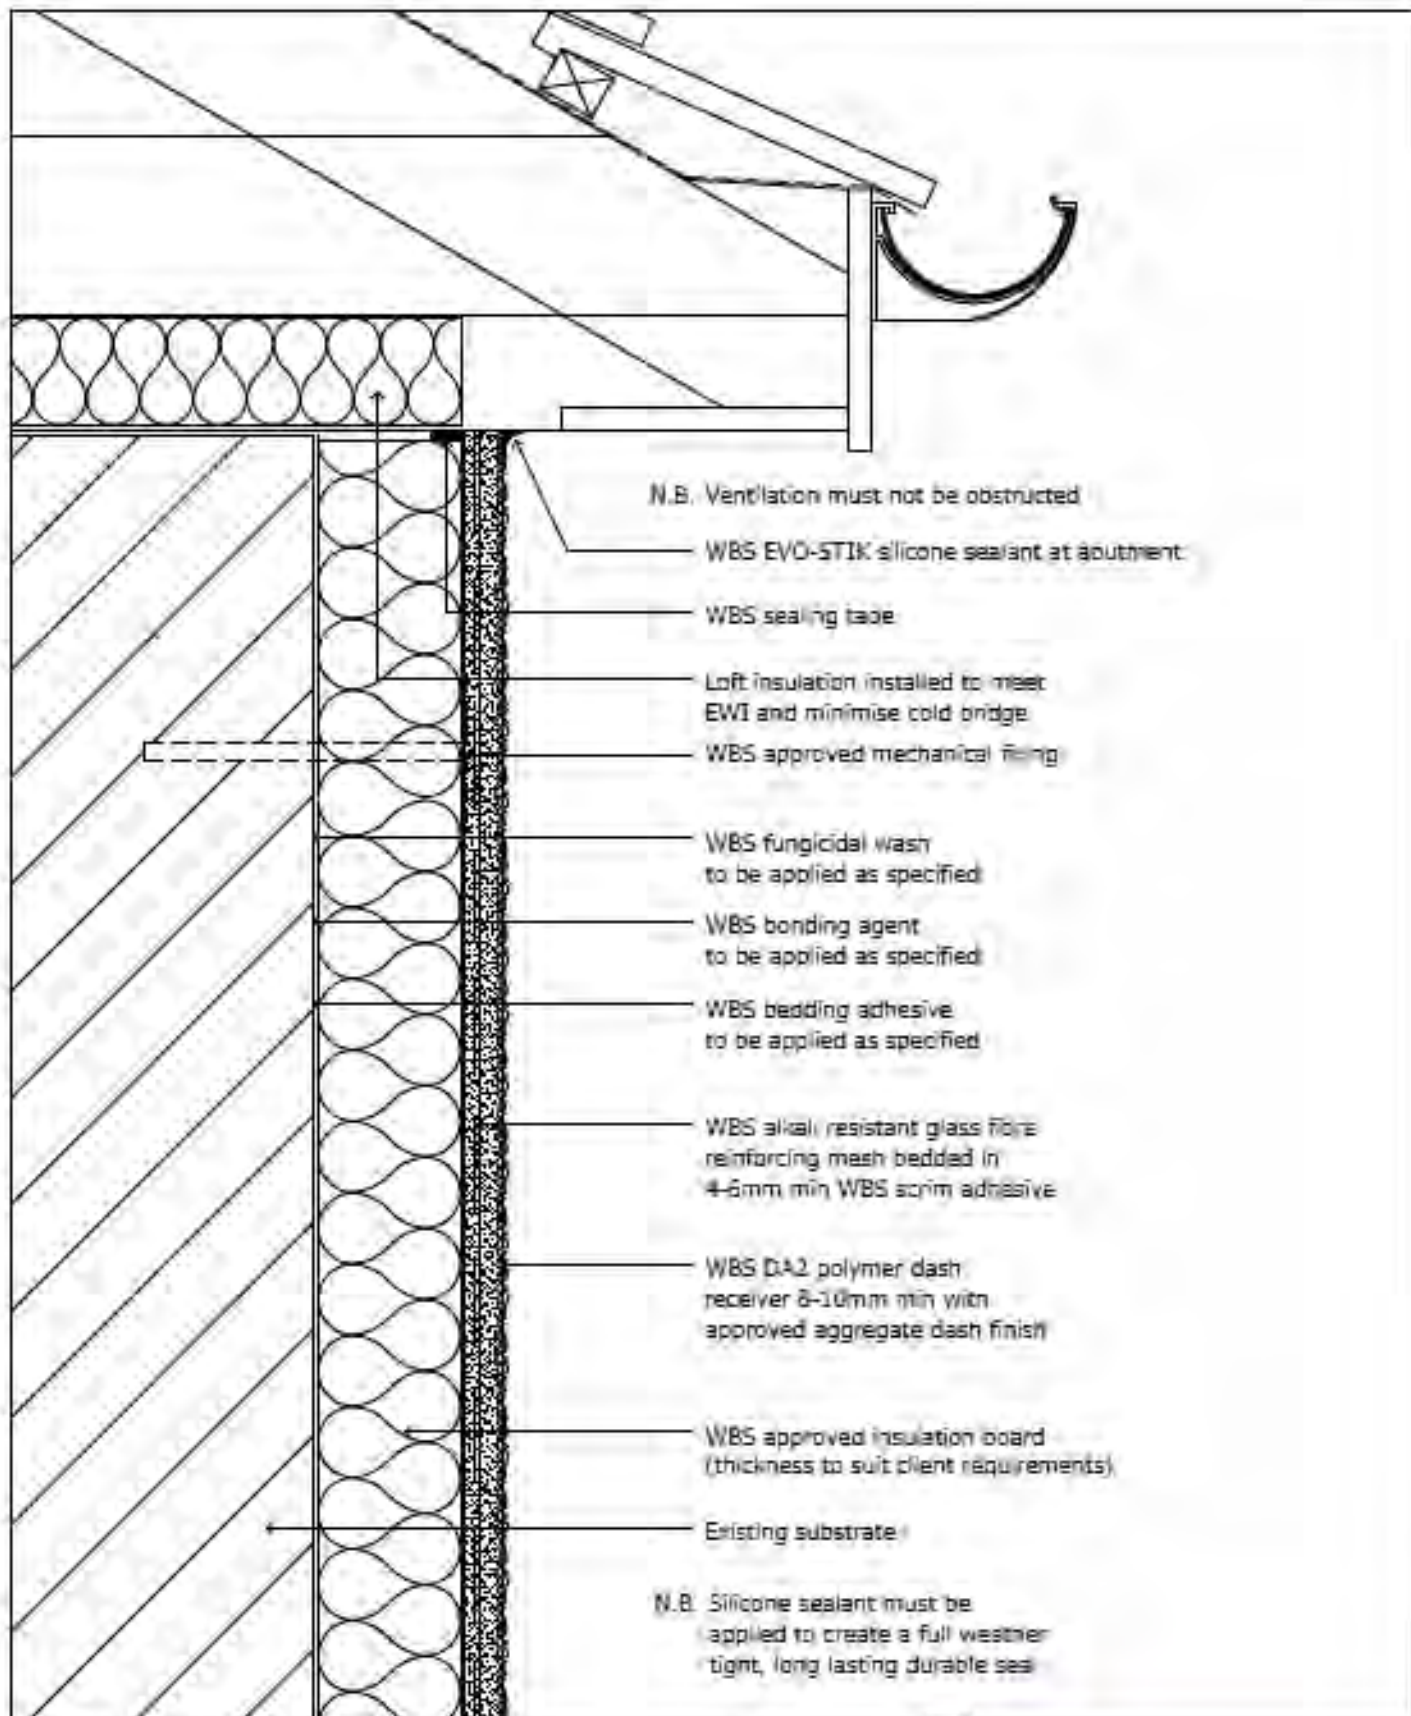 N.B. Ventilation must not be obstructed
WBS EVO-STIK silicone sealant at abutment
WBS sealing tape
Loft insulation installed to meet
EWI and minimise cold bridge
WBS approved mechanical fixing
WBS fungicidal wash
to be applied as specified
WBS bonding agent
to be applied as specified
WBS bedding adhesive
to be applied as specified
WBS alkali resistant glass fibre
reinforcing mesh bedded in
4-6mm min WBS scrim adhesive
WBS DA2 polymer dash
receiver 8-10mm min with
approved aggregate dash finish
WBS approved insulation board
(thickness to suit client requirements)
Existing substrate
N.B. Silicone sealant must be
applied to create a full weather
tight, long lasting durable seal